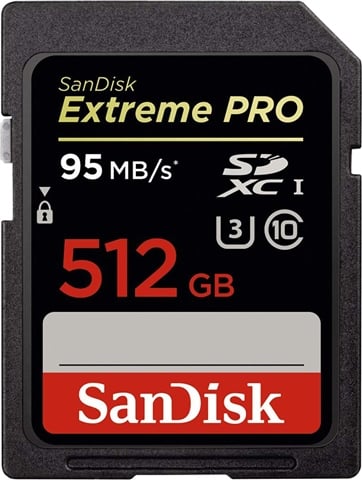 SanDisk
Extreme PRO
95 MB/s*
SD
XC I
3 10
512 GB
SanDisk